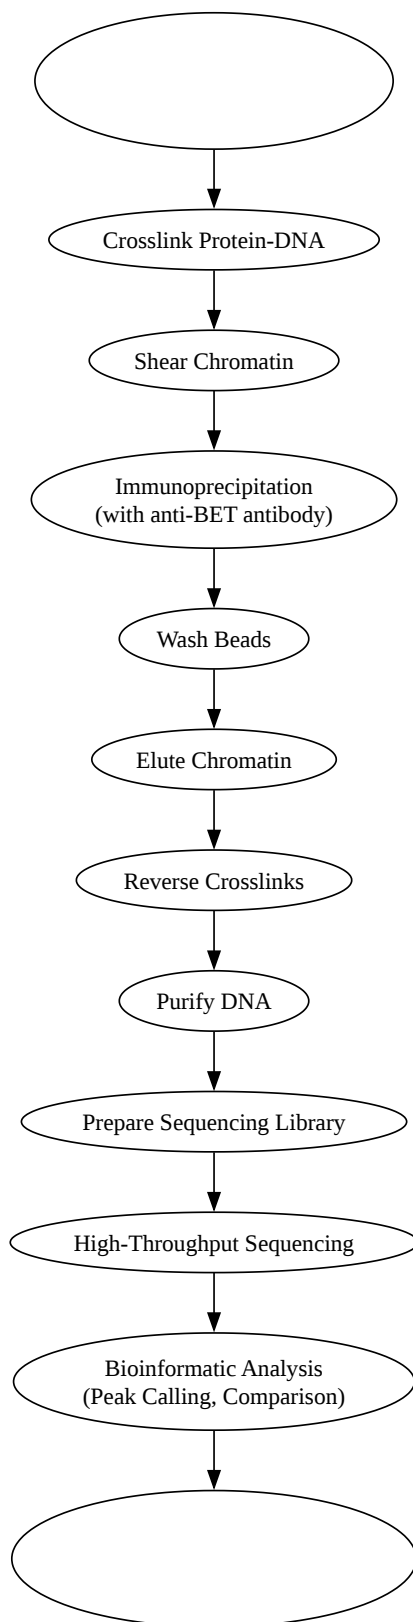 Crosslink Protein-DNA
Shear Chromatin
Immunoprecipitation
(with anti-BET antibody)
Wash Beads
Elute Chromatin
Reverse Crosslinks
Purify DNA
Prepare Sequencing Library
High-Throughput Sequencing
Bioinformatic Analysis
(Peak Calling, Comparison)